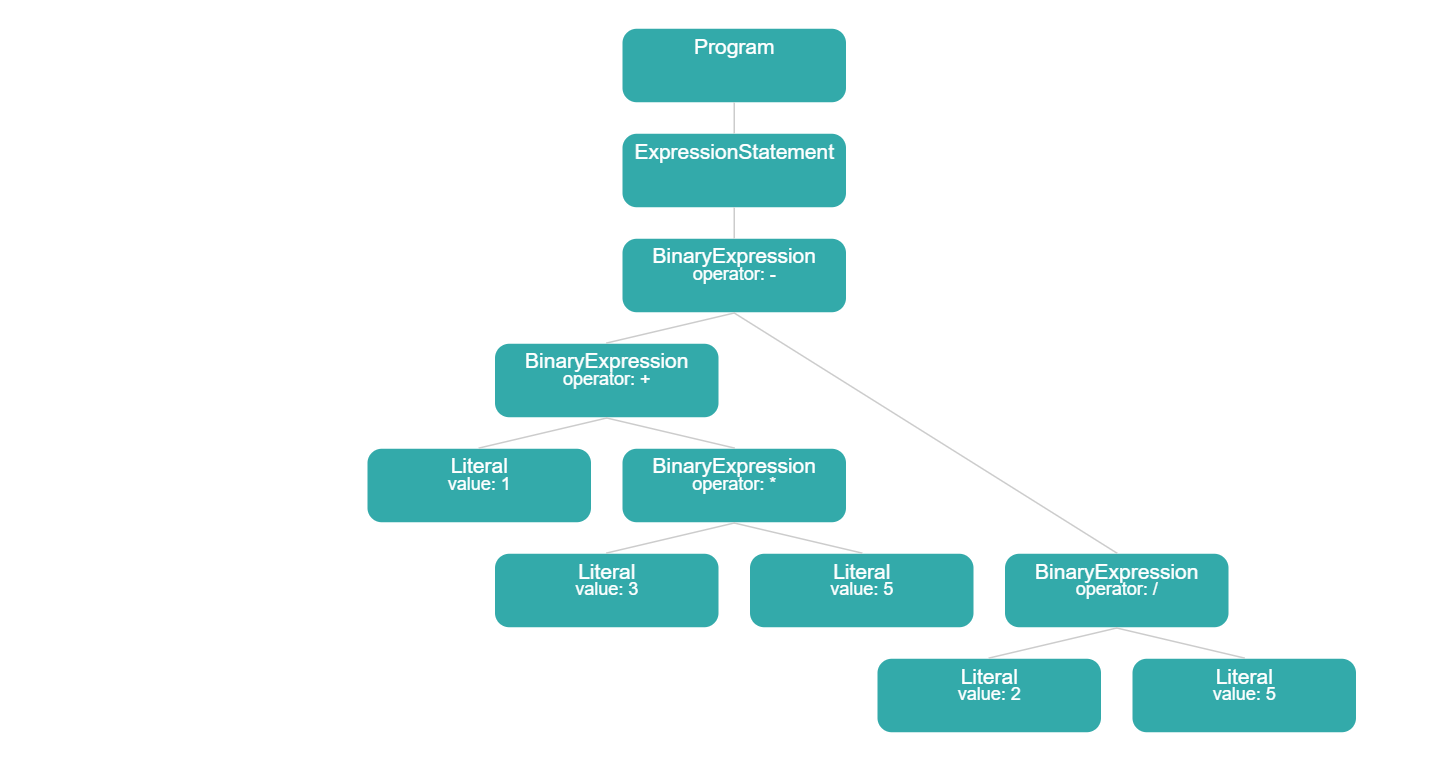 Program
ExpressionStatement
BinaryExpression
operator: -
BinaryExpression
operator: +
Literal
value: 1
BinaryExpression
operator: *
Literal
value: 3
Literal
value: 5
BinaryExpression
operator: /
Literal
value: 2
Literal
value: 5